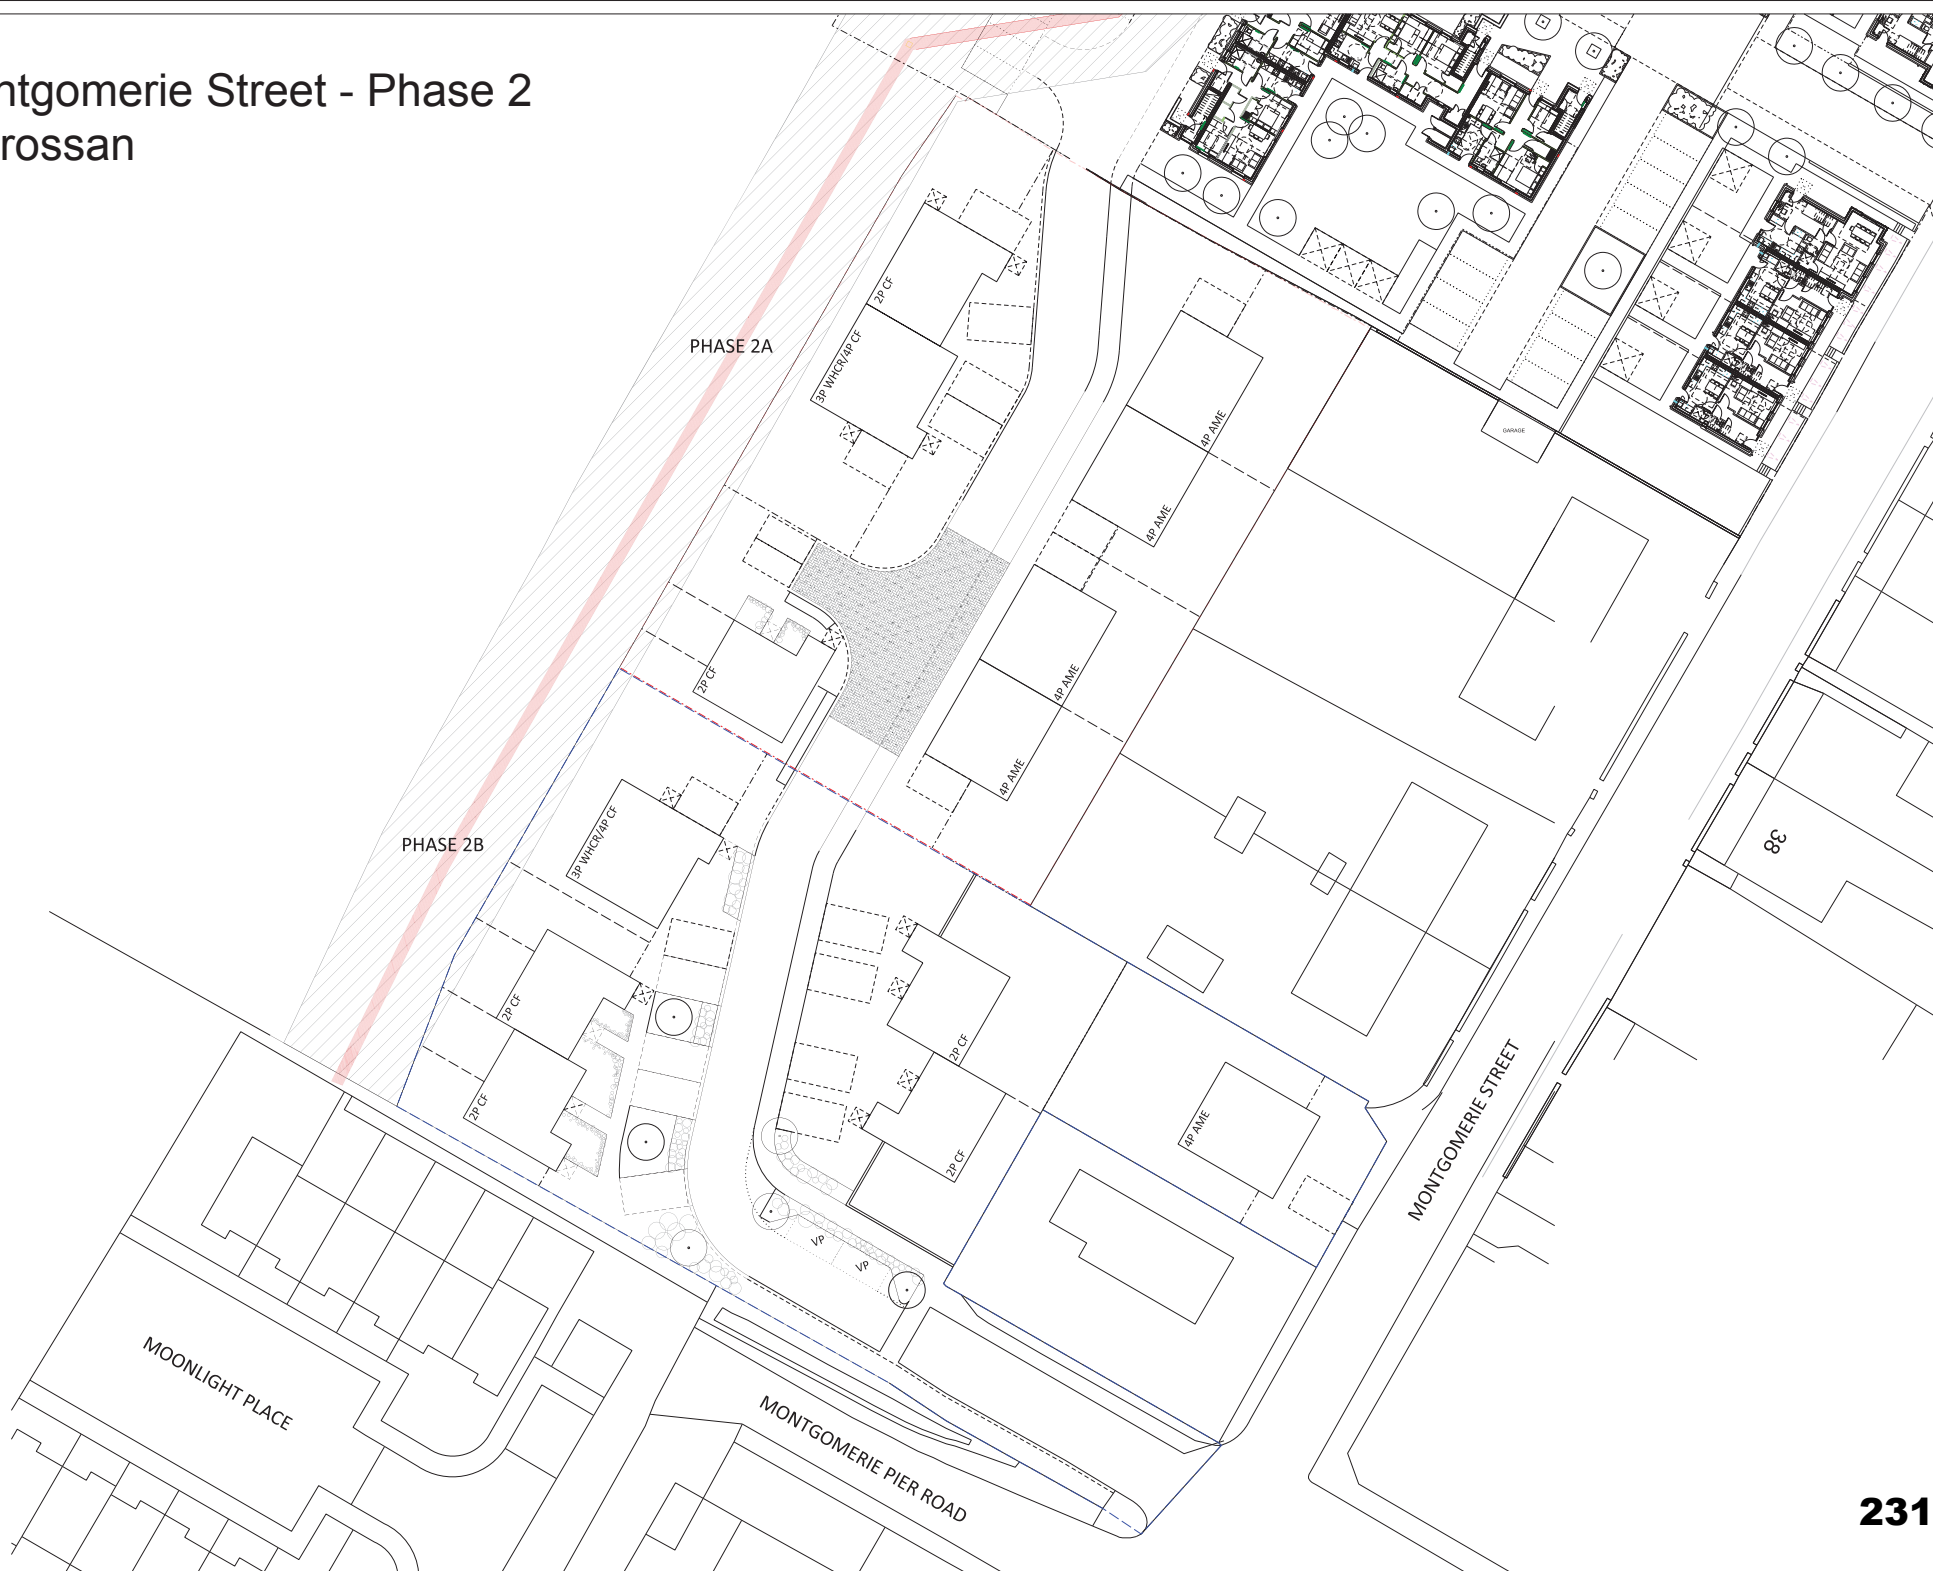 ntgomerie Street - Phase 2
rossan
PHASE 2A
2P CF
3P WHCR/4P CF
4P AME
4P AME
GARAGE
2P CF
4P AME
4P AME
PHASE 2B
3P WHCR/4P CF
38
2P CF
2P CF
2P CF
2P CF
4P AME
MONTGOMERIE STREET
VP
VP
MOONLIGHT PLACE
MONTGOMERIE PIER ROAD
231